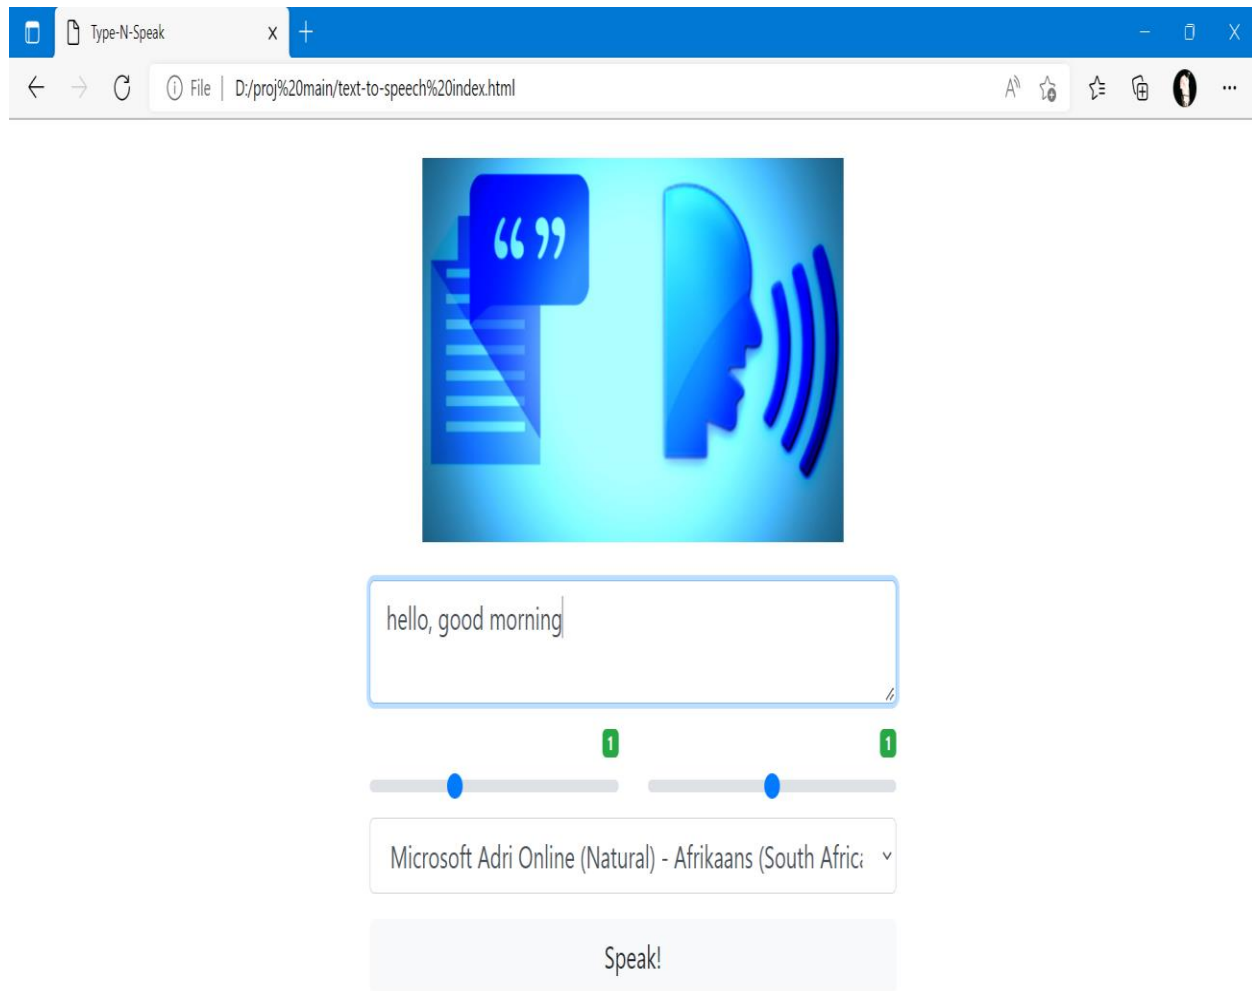 Type-N-Speak
File | D:/proj%20main/text-to-speech%20index.html
“ ”
hello, good morning
1 1
Microsoft Adri Online (Natural) - Afrikaans (South Afric
Speak!